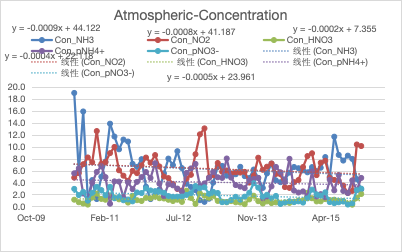 Atmospheric-Concentration
y = -0.0009x + 44.122
y = -0.0008x + 41.187
y = -0.0002x + 7.355
Con_NH3 Con_NO2 Con_HNO3
y = -0.0004x + 22.118
Con_pNH4+ Con_pNO3- 线性 (Con_NH3)
线性 (Con_NO2) 线性 (Con_HNO3) 线性 (Con_pNH4+)
线性 (Con_pNO3-)
y = -0.0005x + 23.961
20.0
18.0
16.0
14.0
12.0
10.0
8.0
6.0
4.0
2.0
0.0
Oct-09 Feb-11 Jul-12 Nov-13 Apr-15